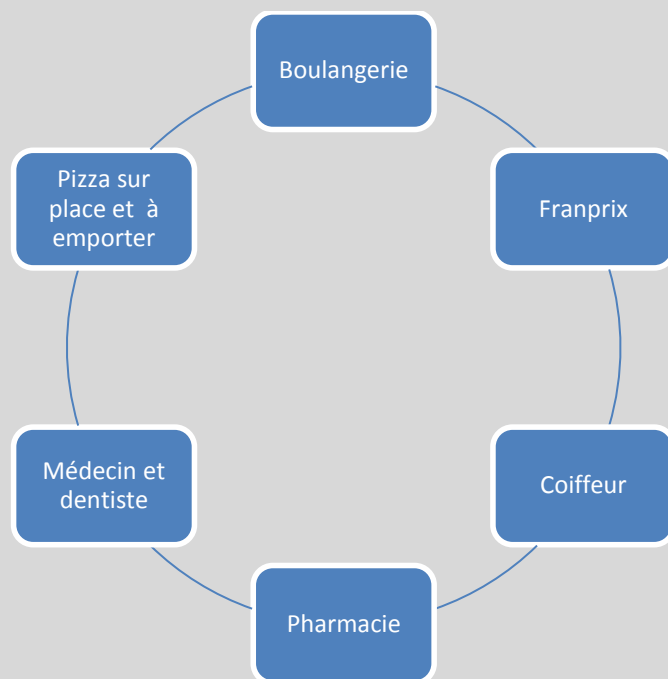 Boulangerie
Franprix
Coiffeur
Pharmacie
Médecin et
dentiste
Pizza sur
place et  à
emporter